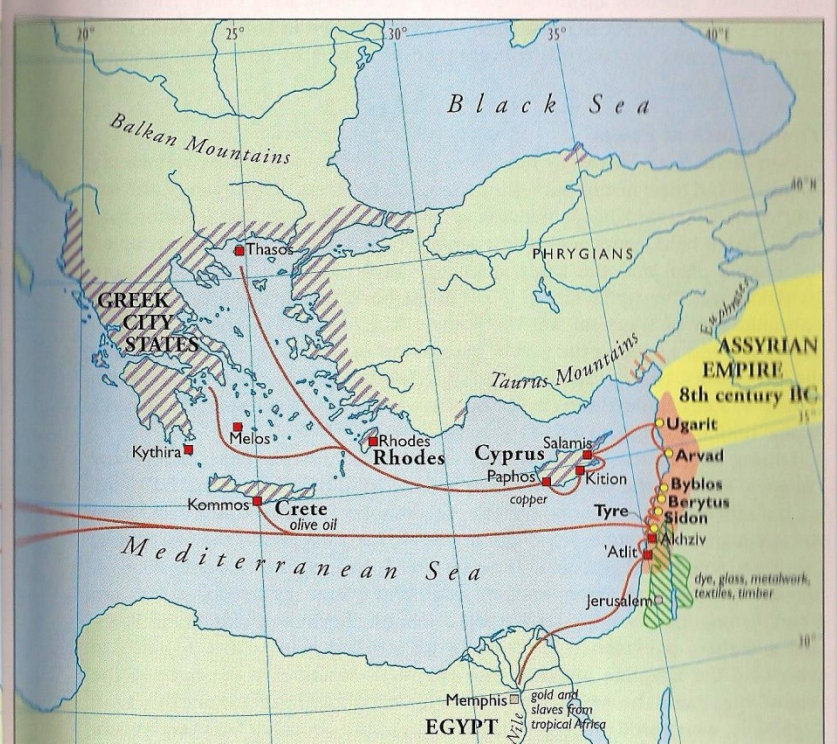 20°
25°
30°
35°
40°E
Black Sea
Balkan Mountains
40°N
Thasos
PHRYGIANS
GREEK
CITY
STATES
Euphrates
ASSYRIAN
EMPIRE
8th century BC
Taurus Mountains
35°
Ugarit
Melos
Rhodes
Rhodes
Kythira
Cyprus
Salamis
Arvad
Paphos
Kition
copper
Byblos
Berytus
Kommos
Crete
olive oil
Tyre
Sidon
Akhziv
'Atlit
Mediterranean Sea
dye, glass, metalwork,
textiles, timber
Jerusalem
30°
Memphis
gold and
slaves from
tropical Africa
EGYPT
Nile